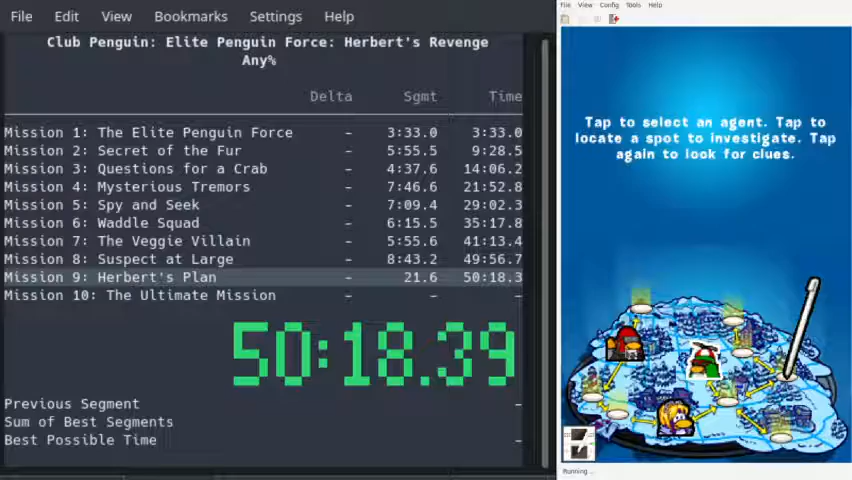 File Edit View Bookmarks Settings Help
Club Penguin: Elite Penguin Force: Herbert's Revenge
Any%
Delta Sgmt Time
Mission 1: The Elite Penguin Force – 3:33.0 3:33.0
Mission 2: Secret of the Fur – 5:55.5 9:28.5
Mission 3: Questions for a Crab – 4:37.6 14:06.2
Mission 4: Mysterious Tremors – 7:46.6 21:52.8
Mission 5: Spy and Seek – 7:09.4 29:02.3
Mission 6: Waddle Squad – 6:15.5 35:17.8
Mission 7: The Veggie Villain – 5:55.6 41:13.4
Mission 8: Suspect at Large – 8:43.2 49:56.7
Mission 9: Herbert's Plan – 21.6 50:18.3
Mission 10: The Ultimate Mission – – –
50:18.39
Previous Segment –
Sum of Best Segments –
Best Possible Time –
File View Config Tools Help
Tap to select an agent. Tap to
locate a spot to investigate. Tap
again to look for clues.
Running...